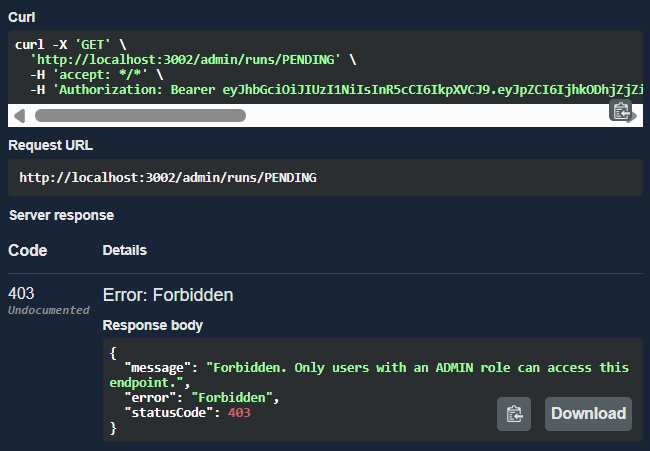 Curl
curl -X 'GET' \
'http://localhost:3002/admin/runs/PENDING' \
-H 'accept: */*' \
-H 'Authorization: Bearer eyJhbGciOiJIUzI1NiIsInR5cCI6IkpXVCJ9.eyJpZCI6IjhkODhjZjZi
Request URL
http://localhost:3002/admin/runs/PENDING
Server response
Code Details
403 Error: Forbidden
Undocumented
Response body
{
"message": "Forbidden. Only users with an ADMIN role can access this
endpoint.",
"error": "Forbidden",
"statusCode": 403
}
Download